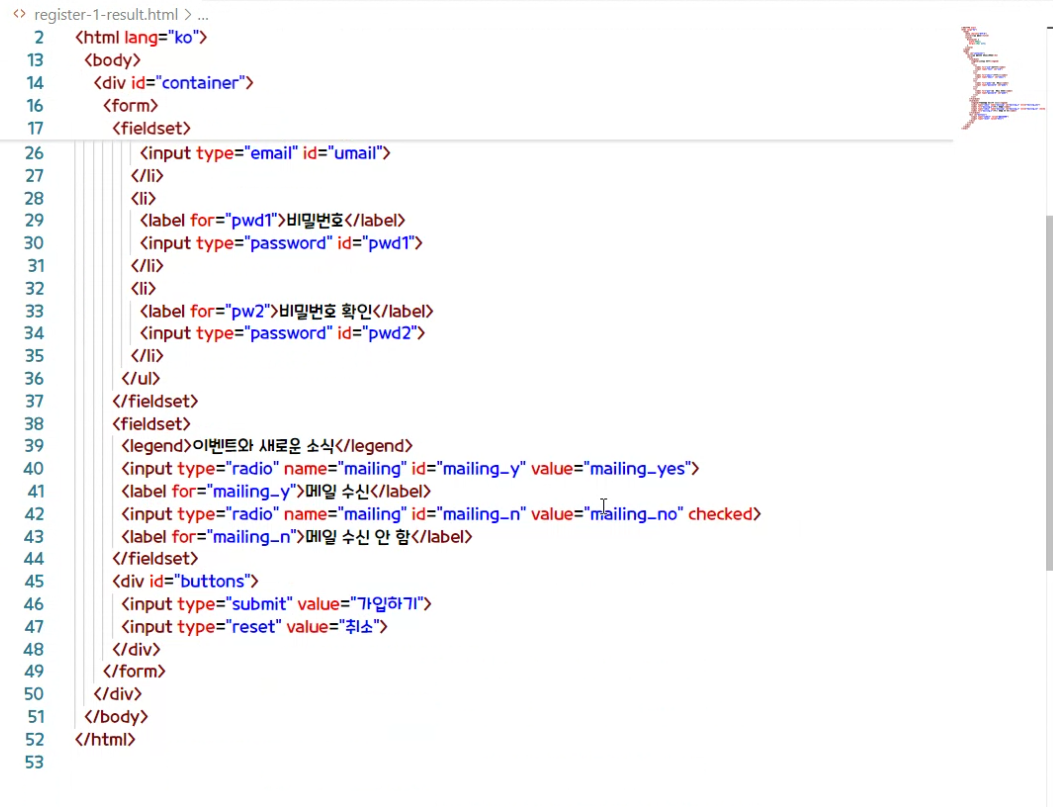 <> register-1-result.html > ...
2 <html lang="ko">
13 <body>
14 <div id="container">
16 <form>
17 <fieldset>
26 <input type="email" id="umail">
27 </li>
28 <li>
29 <label for="pwd1">비밀번호</label>
30 <input type="password" id="pwd1">
31 </li>
32 <li>
33 <label for="pw2">비밀번호 확인</label>
34 <input type="password" id="pwd2">
35 </li>
36 </ul>
37 </fieldset>
38 <fieldset>
39 <legend>이벤트와 새로운 소식</legend>
40 <input type="radio" name="mailing" id="mailing_y" value="mailing_yes">
41 <label for="mailing_y">메일 수신</label>
42 <input type="radio" name="mailing" id="mailing_n" value="mailing_no" checked>
43 <label for="mailing_n">메일 수신 안 함</label>
44 </fieldset>
45 <div id="buttons">
46 <input type="submit" value="가입하기">
47 <input type="reset" value="취소">
48 </div>
49 </form>
50 </div>
51 </body>
52 </html>
53